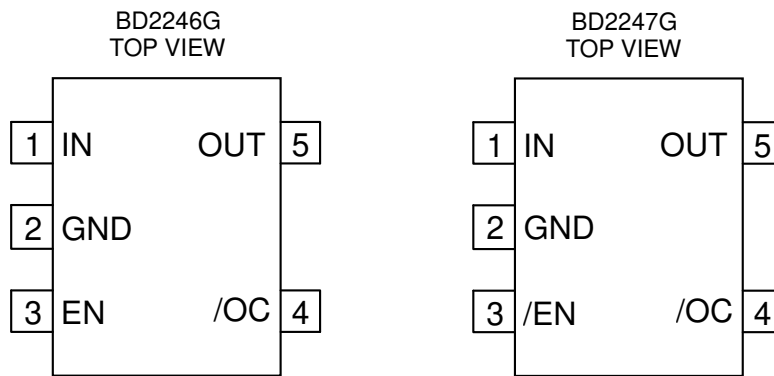 BD2246G
TOP VIEW
1 IN OUT 5
2 GND
3 EN /OC 4
BD2247G
TOP VIEW
1 IN OUT 5
2 GND
3 /EN /OC 4